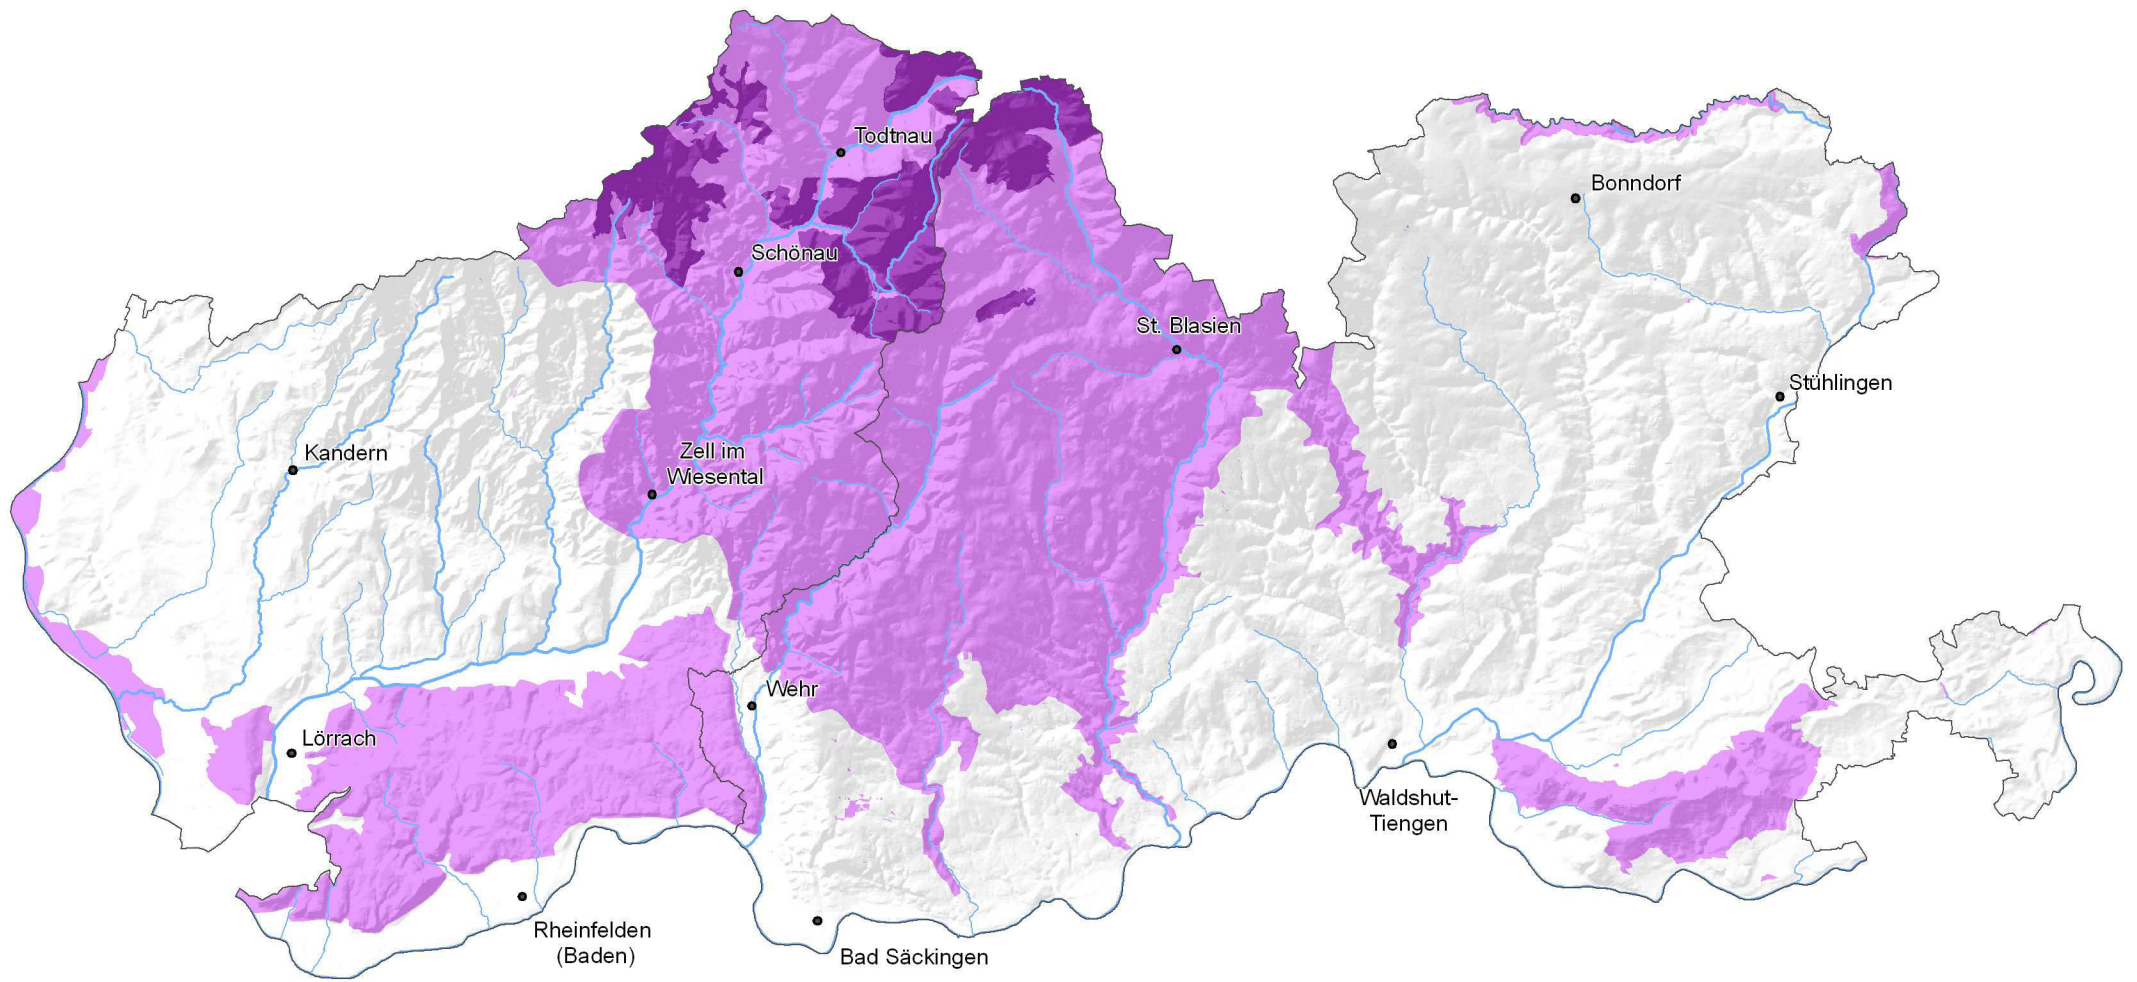 Todtnau
Bonndorf
Schönau
St. Blasien
Stühlingen
Kandern
Zell im
Wiesental
Wehr
Lörrach
Waldshut-
Tiengen
Rheinfelden
(Baden)
Bad Säckingen